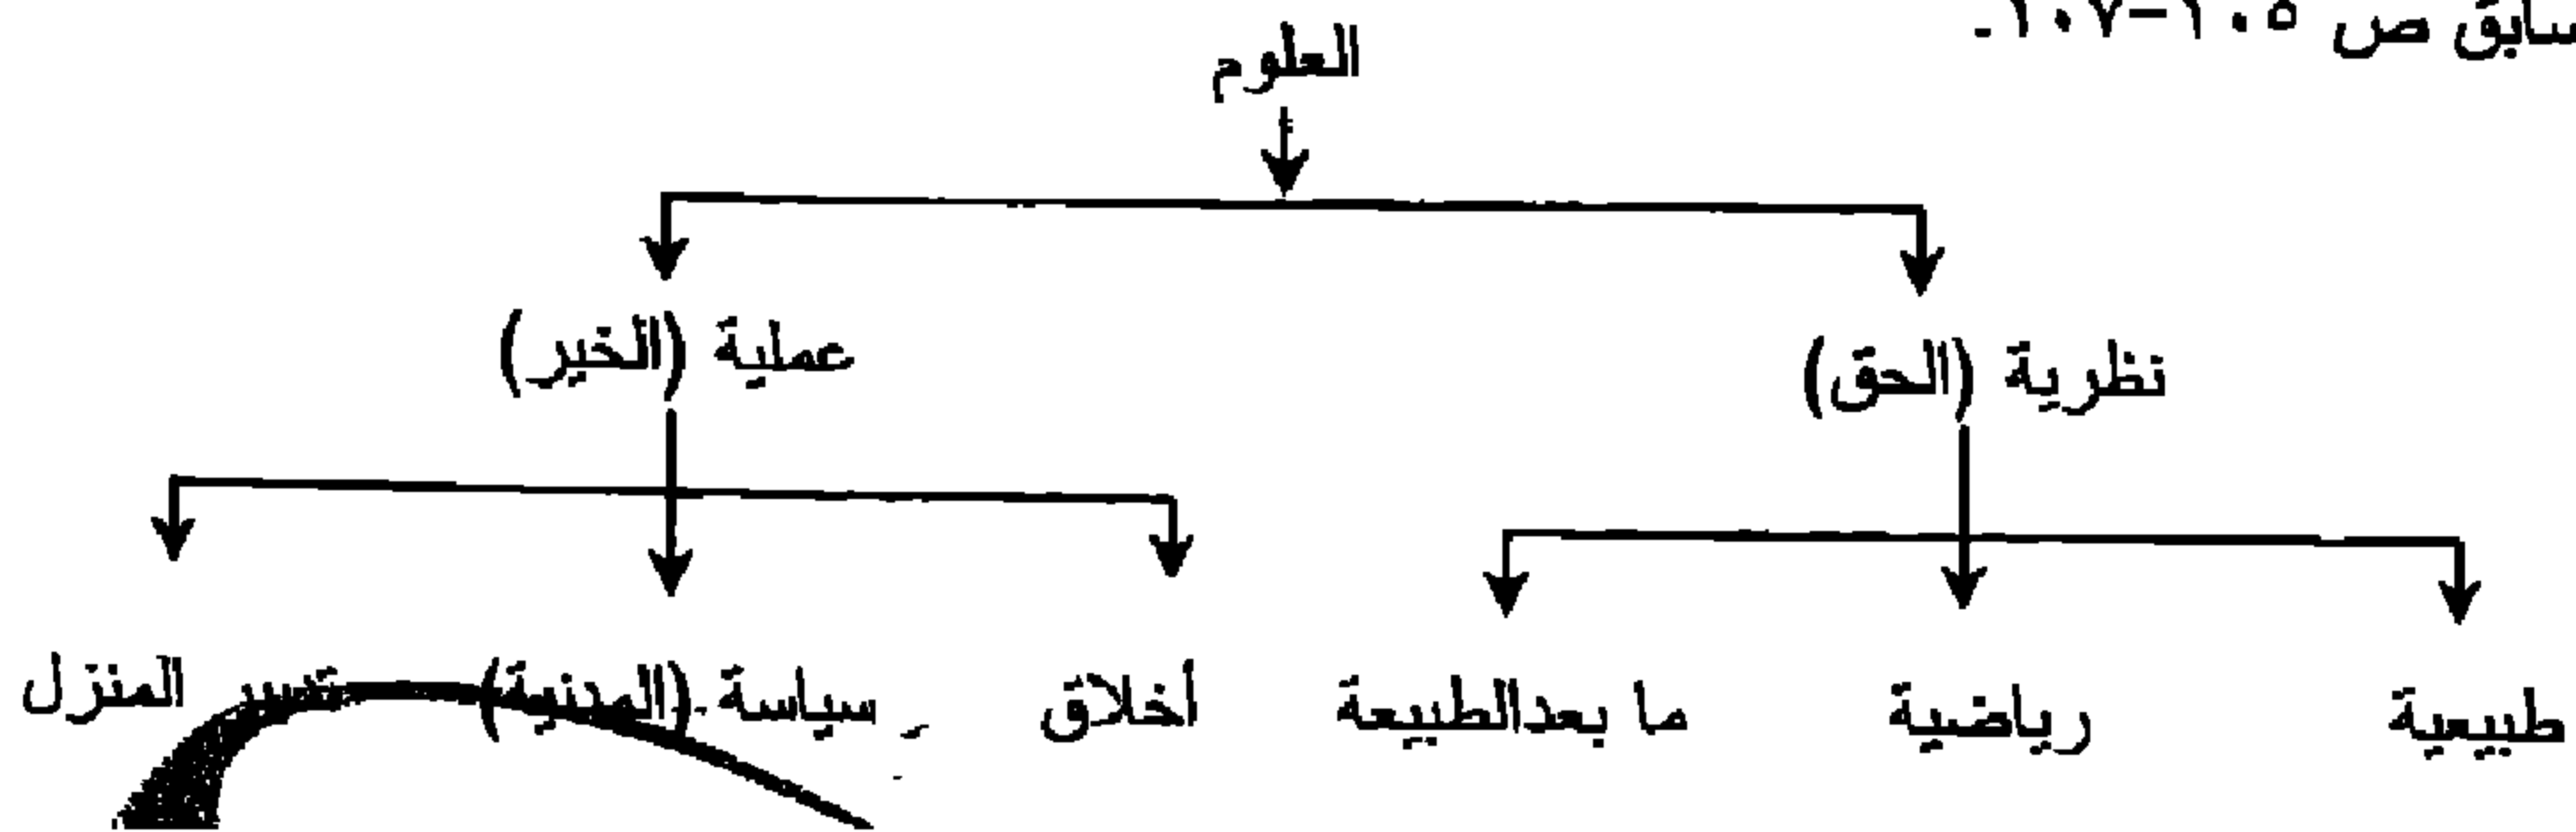 سابق ص ١٠٥-١٠٧.
العلوم
نظرية (الحق) عملية (الخير)
طبيعية رياضية ما بعدالطبيعة أخلاق سياسة (المدنية) تدبير المنزل